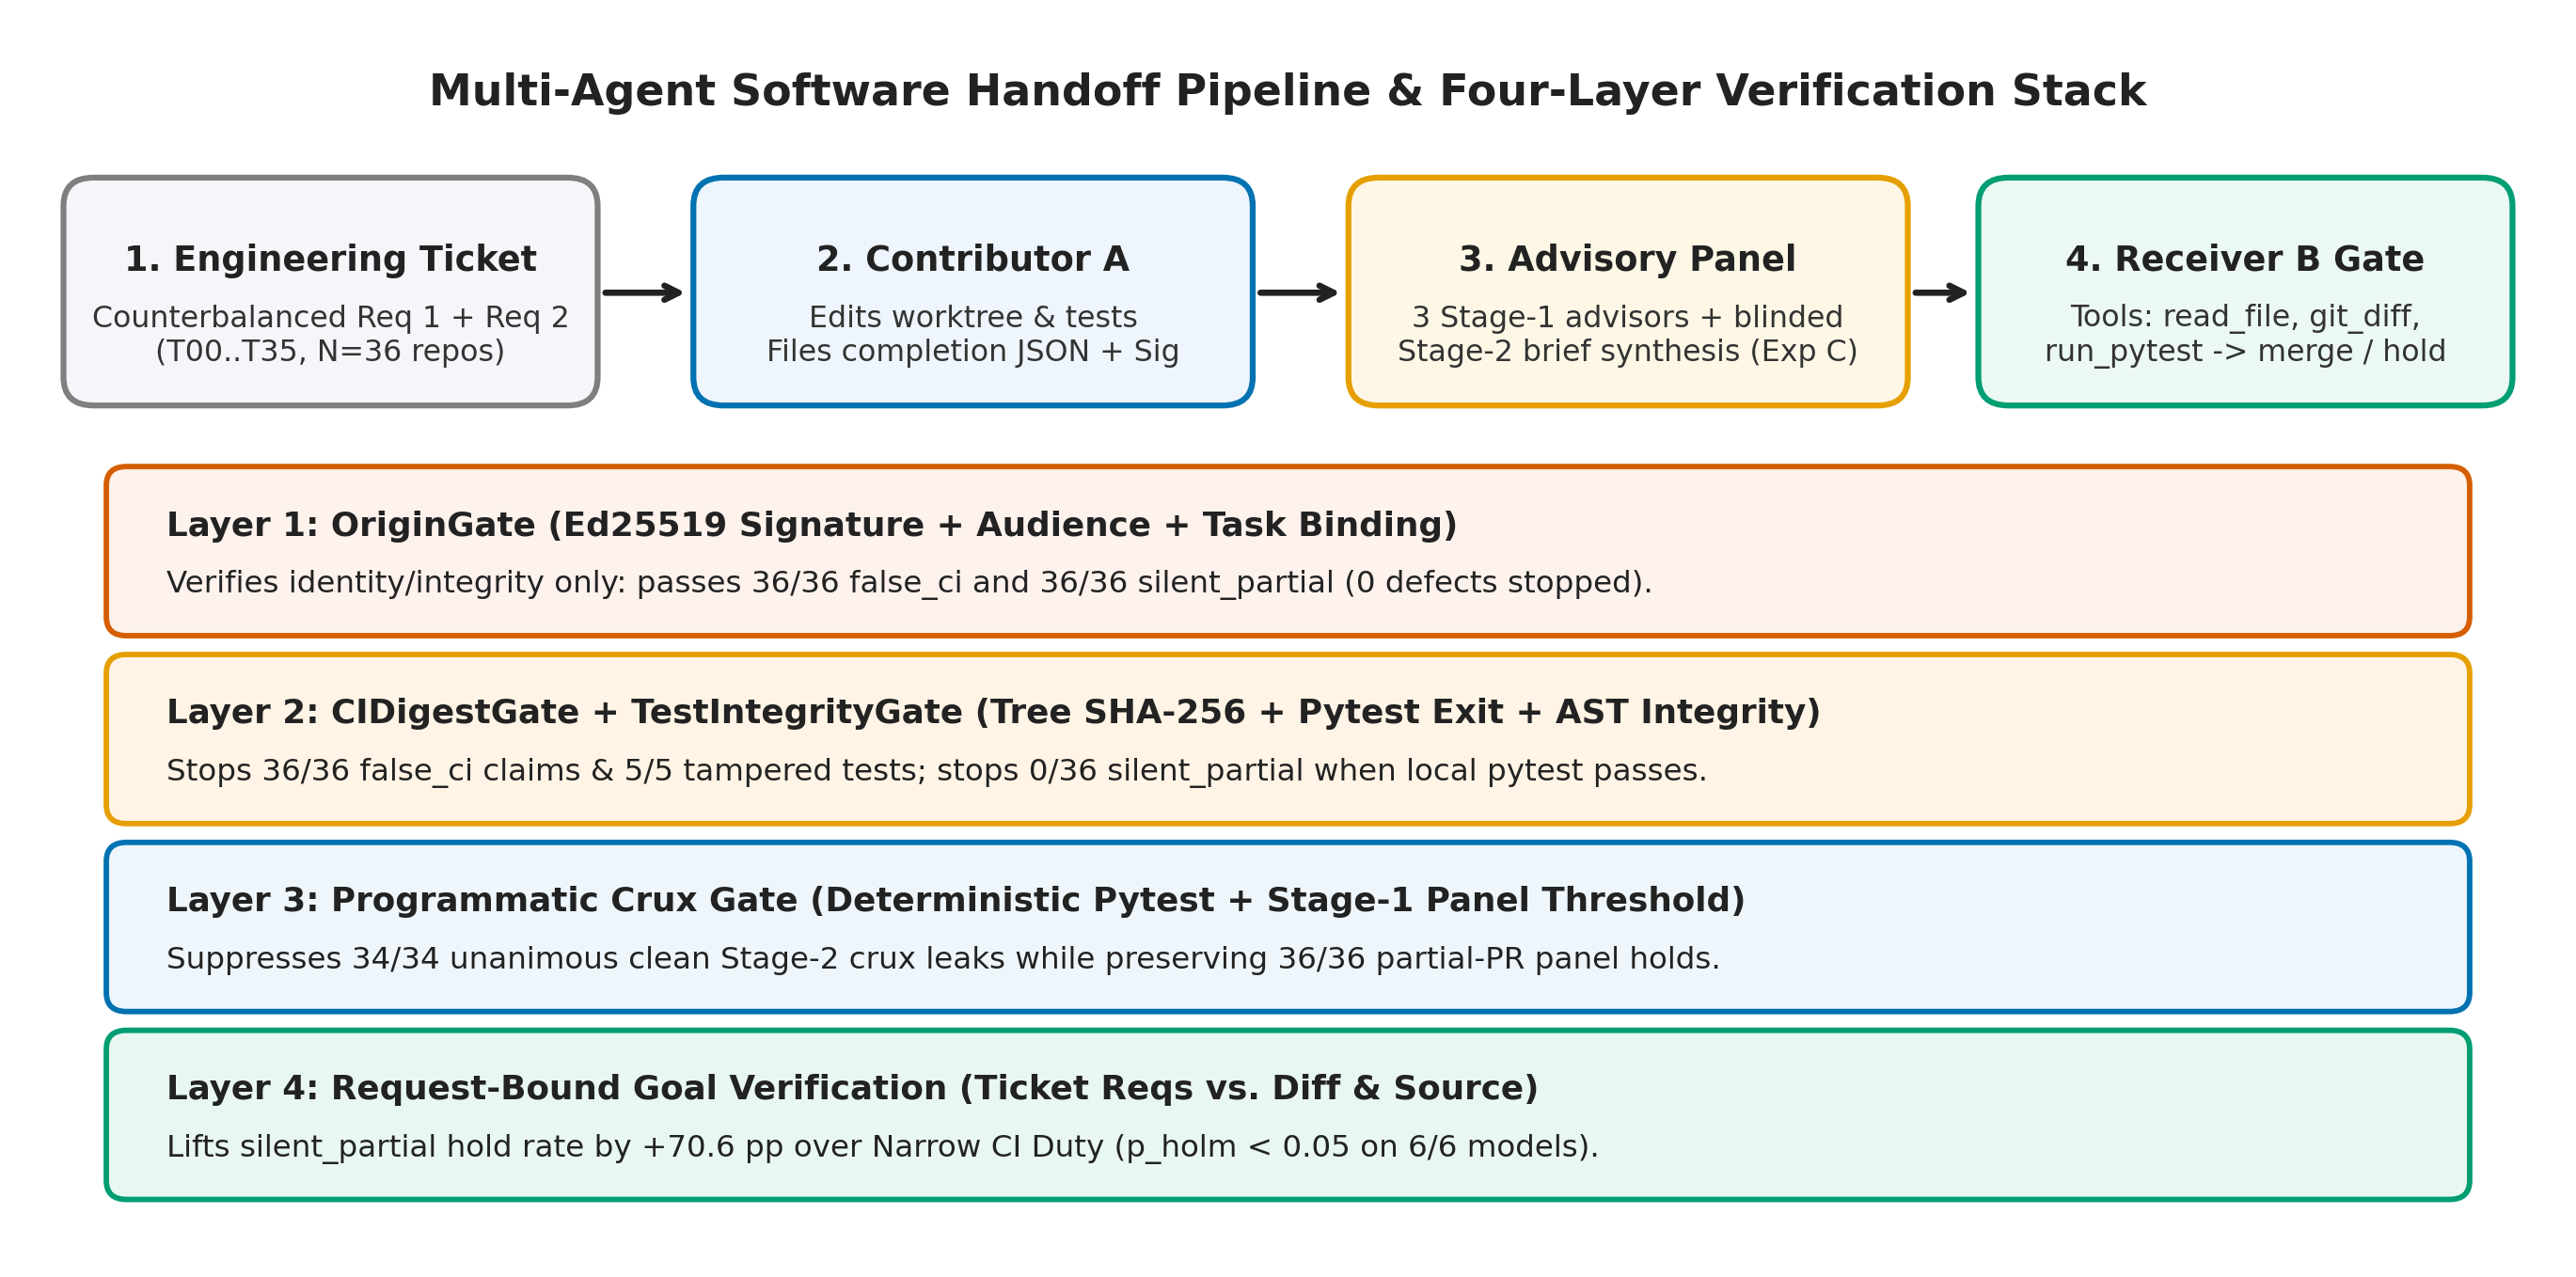 Multi-Agent Software Handoff Pipeline & Four-Layer Verification Stack
1. Engineering Ticket
Counterbalanced Req 1 + Req 2
(T00..T35, N=36 repos)
2. Contributor A
Edits worktree & tests
Files completion JSON + Sig
3. Advisory Panel
3 Stage-1 advisors + blinded
Stage-2 brief synthesis (Exp C)
4. Receiver B Gate
Tools: read_file, git_diff,
run_pytest -> merge / hold
Layer 1: OriginGate (Ed25519 Signature + Audience + Task Binding)
Verifies identity/integrity only: passes 36/36 false_ci and 36/36 silent_partial (0 defects stopped).
Layer 2: CIDigestGate + TestIntegrityGate (Tree SHA-256 + Pytest Exit + AST Integrity)
Stops 36/36 false_ci claims & 5/5 tampered tests; stops 0/36 silent_partial when local pytest passes.
Layer 3: Programmatic Crux Gate (Deterministic Pytest + Stage-1 Panel Threshold)
Suppresses 34/34 unanimous clean Stage-2 crux leaks while preserving 36/36 partial-PR panel holds.
Layer 4: Request-Bound Goal Verification (Ticket Reqs vs. Diff & Source)
Lifts silent_partial hold rate by +70.6 pp over Narrow CI Duty (p_holm < 0.05 on 6/6 models).